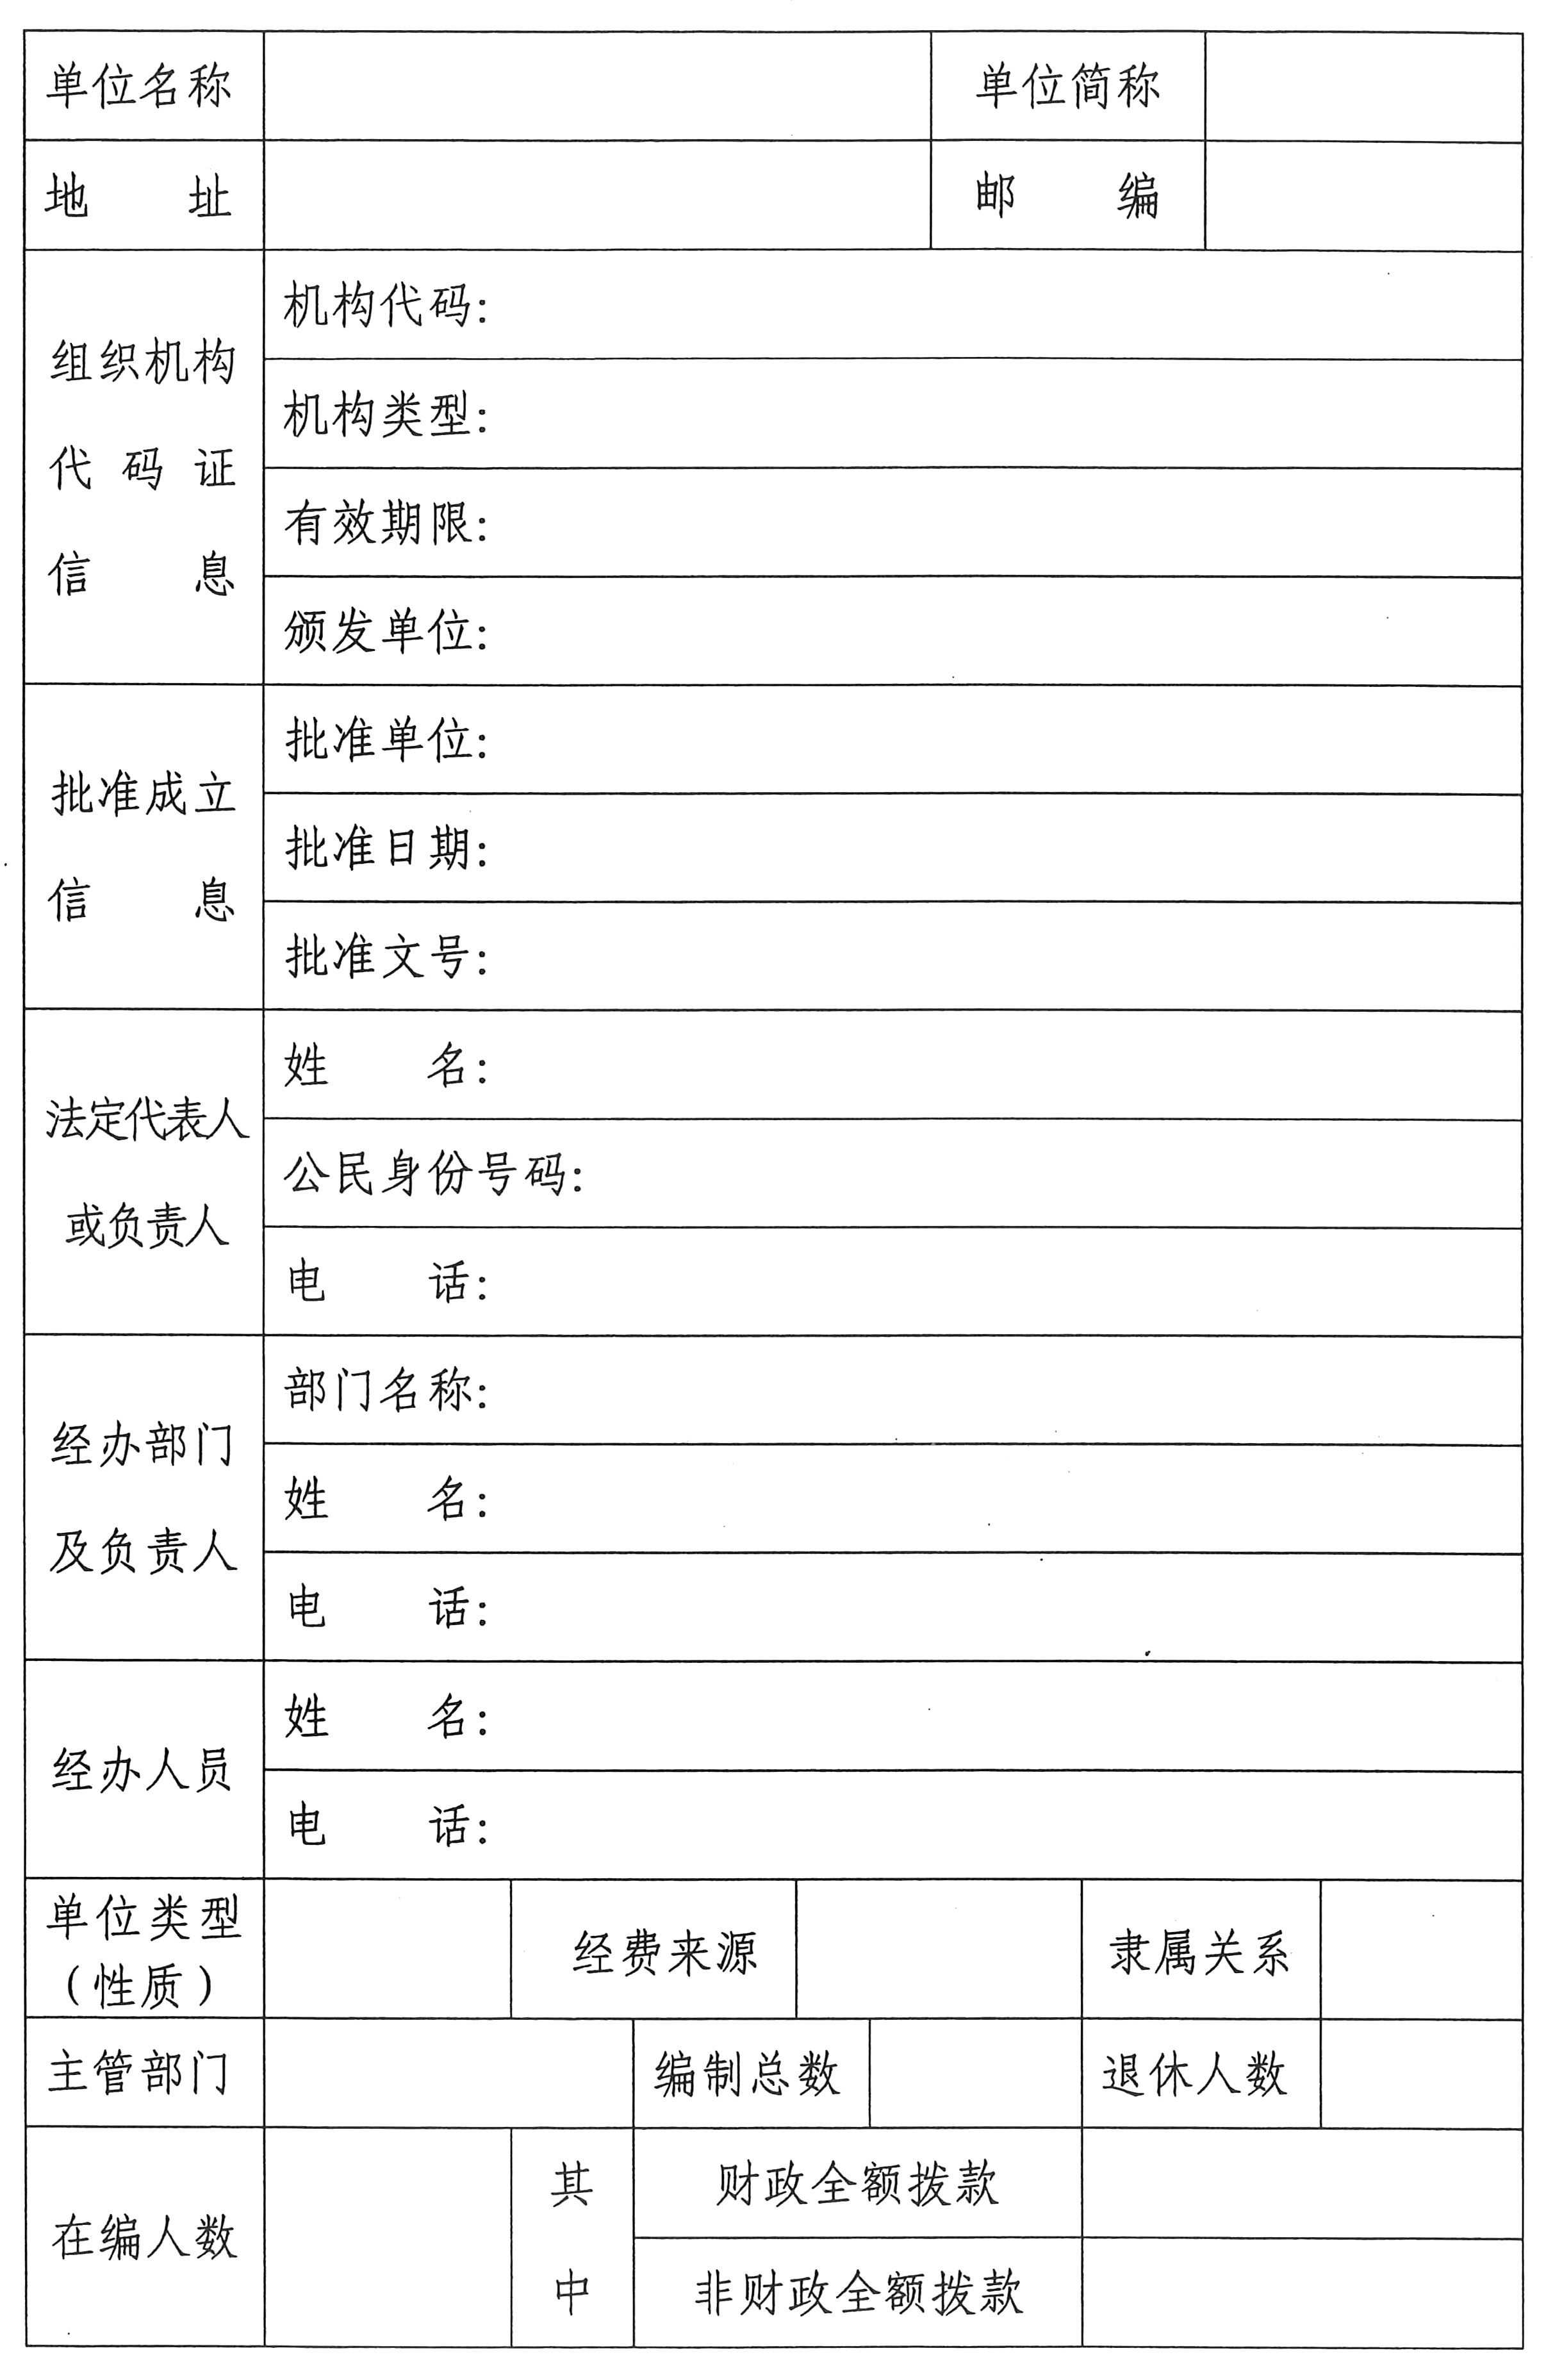 单位名称 单位简称
地 址 邮 编
组织机构
代 码 证
信 息
机构代码:
机构类型:
有效期限:
颁发单位:
批准成立
信 息
批准单位:
批准日期:
批准文号:
法定代表人
或负责人
姓 名:
公民身份号码:
电 话:
经办部门
及负责人
部门名称:
姓 名:
电 话:
经办人员
姓 名:
电 话:
单位类型
(性质)
经费来源 隶属关系
主管部门 编制总数 退休人数
在编人数
其
中
财政全额拨款
非财政全额拨款